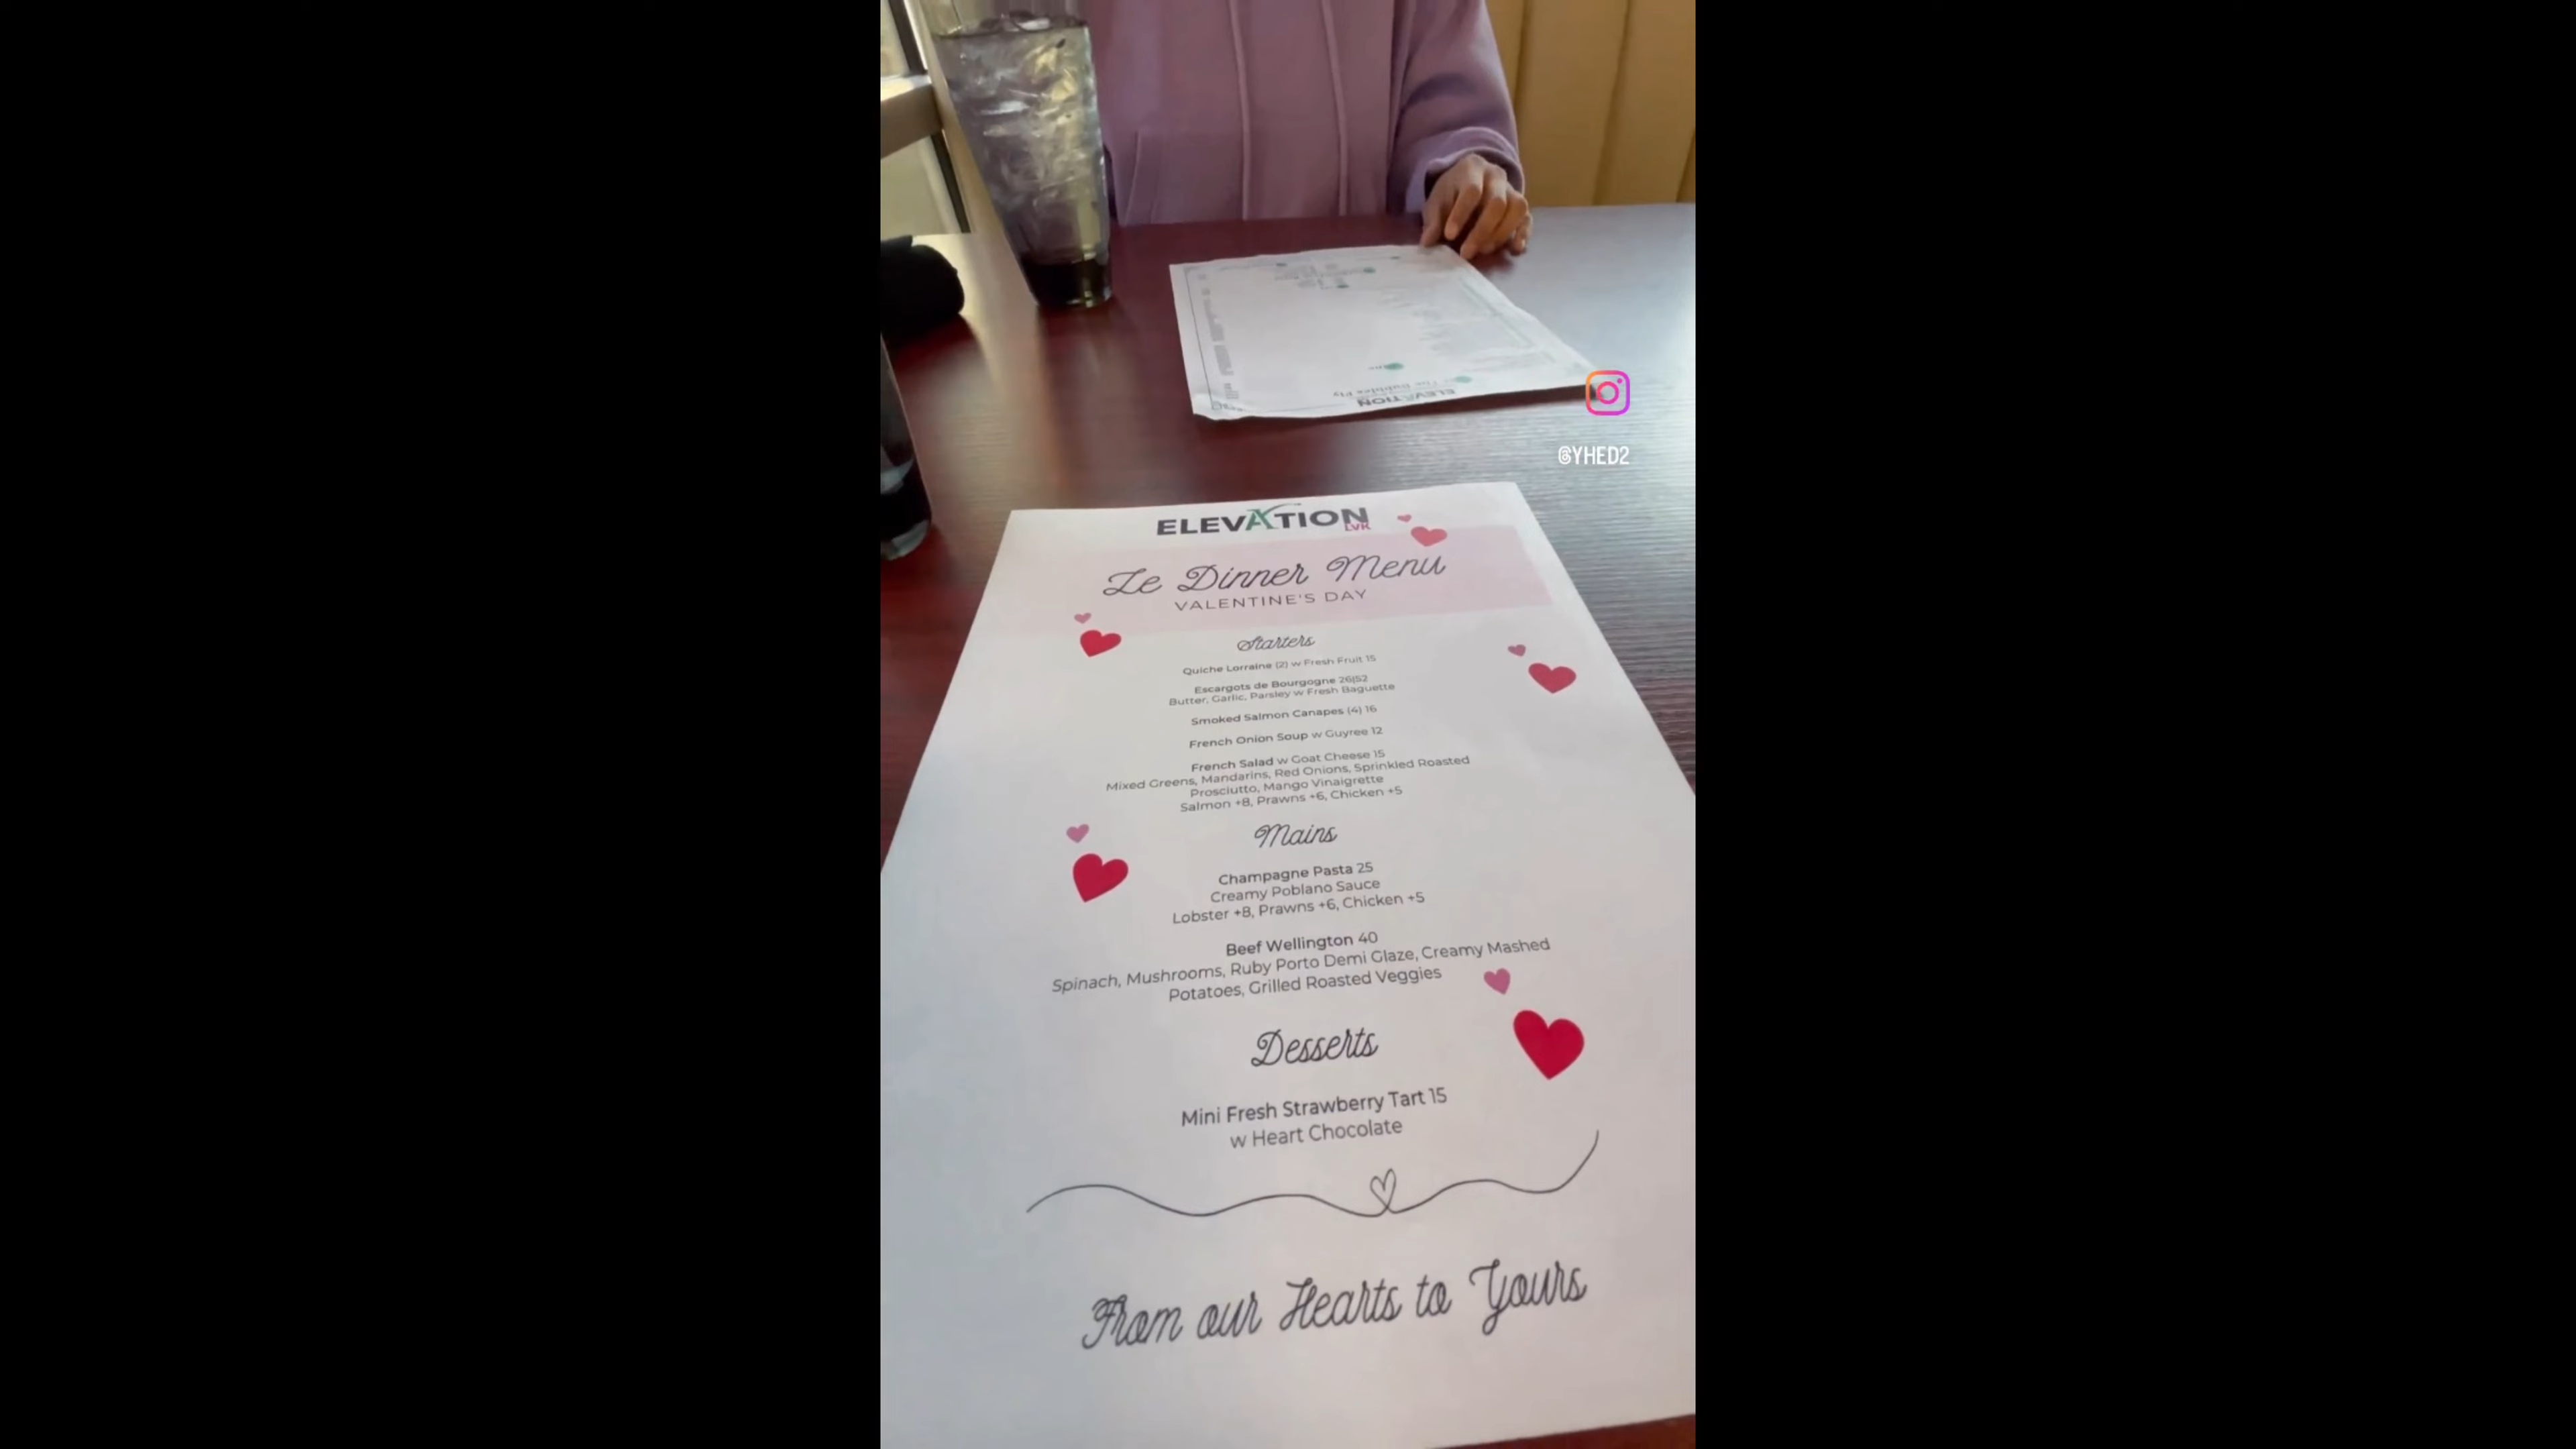 @YHED2
ELEVATION
LVK
Le Dinner Menu
VALENTINE'S DAY
Starters
Quiche Lorraine (2) w Fresh Fruit 15
Escargots de Bourgogne 26|52
Butter, Garlic, Parsley w Fresh Baguette
Smoked Salmon Canapes (4) 16
French Onion Soup w Guyree 12
French Salad w Goat Cheese 15
Mixed Greens, Mandarins, Red Onions, Sprinkled Roasted
Prosciutto, Mango Vinaigrette
Salmon +8, Prawns +6, Chicken +5
Mains
Champagne Pasta 25
Creamy Poblano Sauce
Lobster +8, Prawns +6, Chicken +5
Beef Wellington 40
Spinach, Mushrooms, Ruby Porto Demi Glaze, Creamy Mashed
Potatoes, Grilled Roasted Veggies
Desserts
Mini Fresh Strawberry Tart 15
w Heart Chocolate
From our Hearts to Yours
ELEVATION